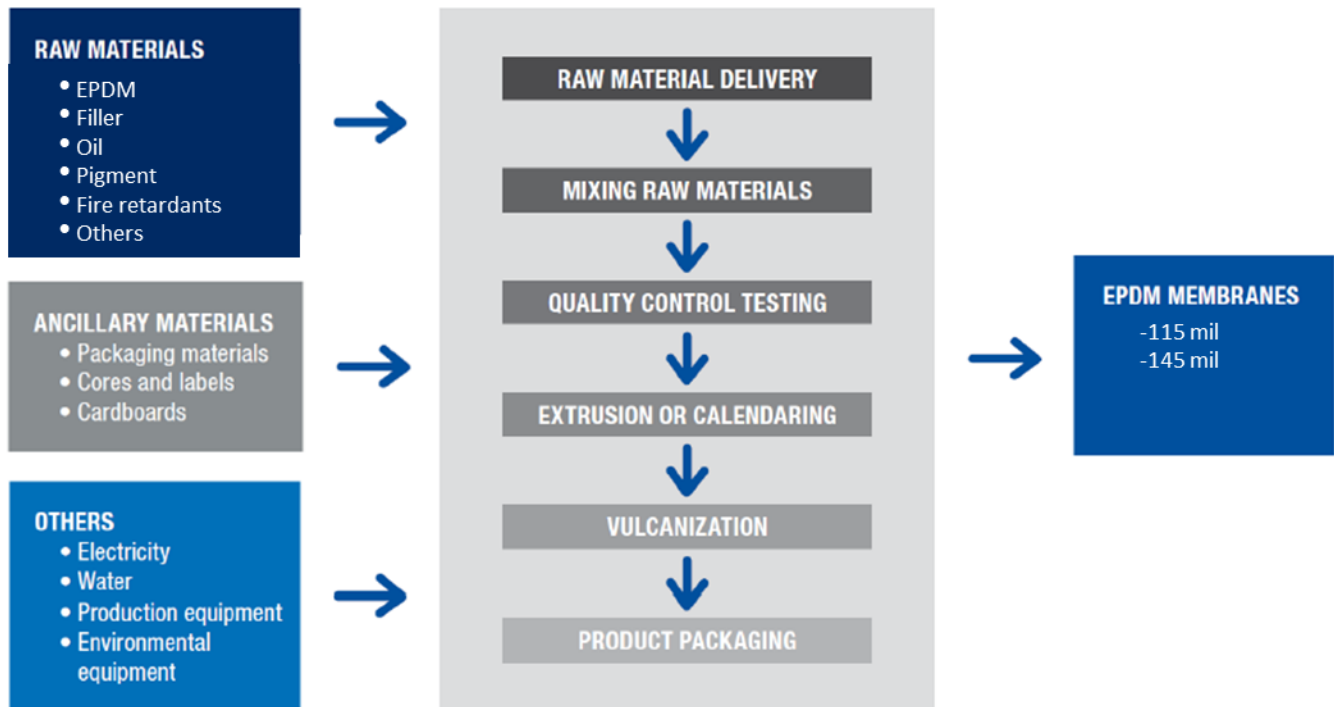 RAW MATERIALS
• EPDM
• Filler
• Oil
• Pigment
• Fire retardants
• Others
ANCILLARY MATERIALS
• Packaging materials
• Cores and labels
• Cardboards
OTHERS
• Electricity
• Water
• Production equipment
• Environmental
equipment
RAW MATERIAL DELIVERY
MIXING RAW MATERIALS
QUALITY CONTROL TESTING
EXTRUSION OR CALENDARING
VULCANIZATION
PRODUCT PACKAGING
EPDM MEMBRANES
-115 mil
-145 mil